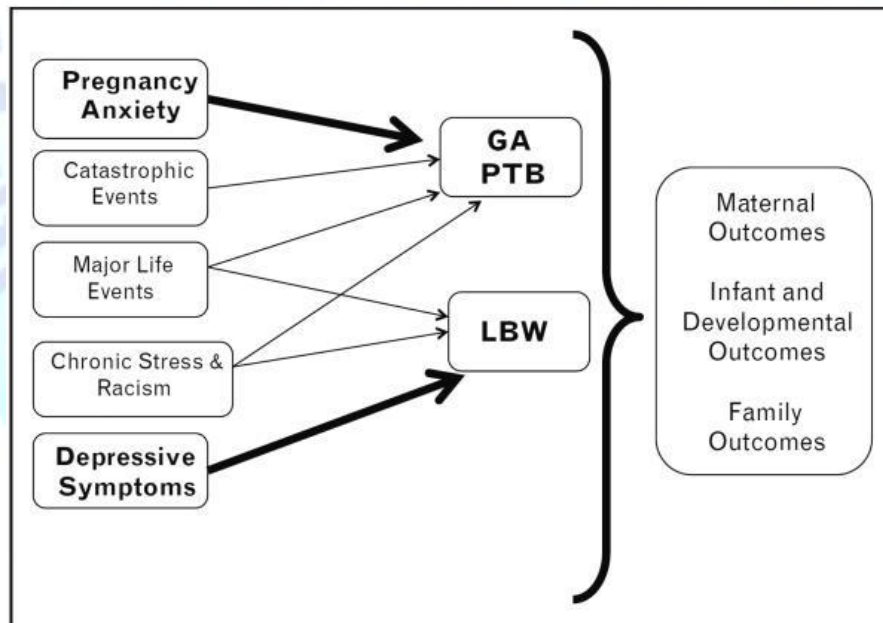 Pregnancy
Anxiety
Catastrophic
Events
Major Life
Events
Chronic Stress &
Racism
Depressive
Symptoms
GA
PTB
LBW
Maternal
Outcomes
Infant and
Developmental
Outcomes
Family
Outcomes